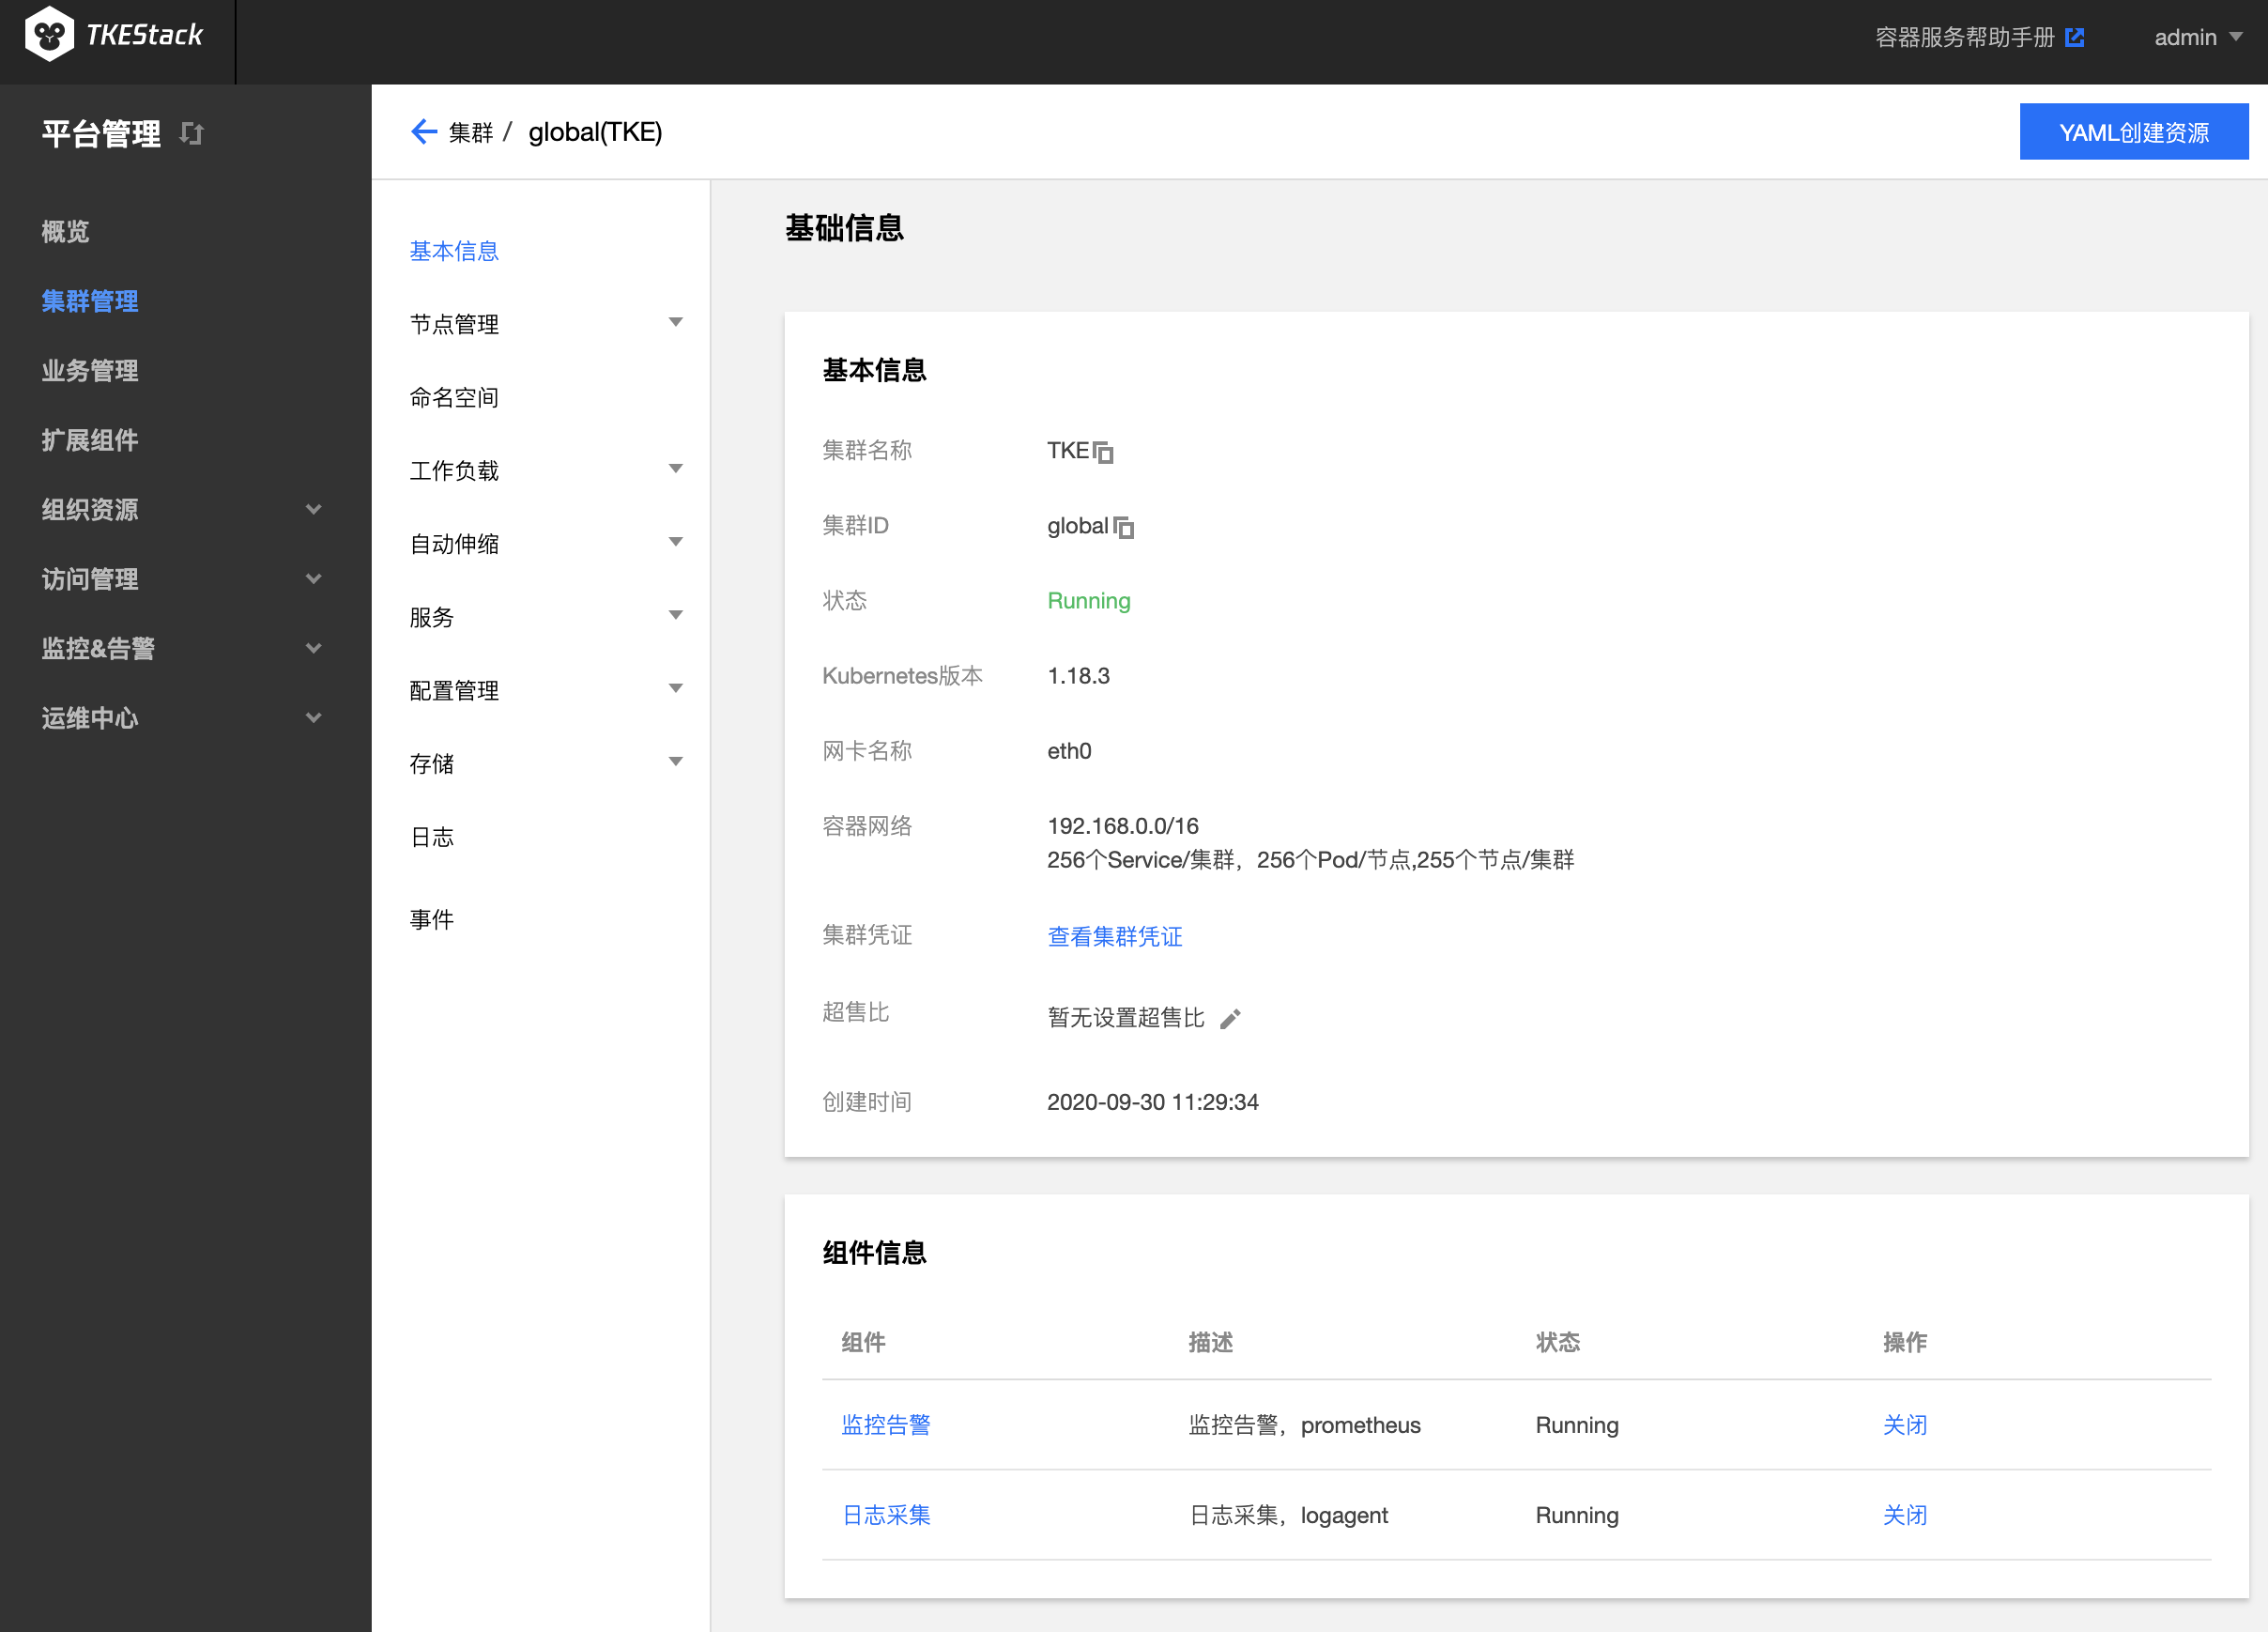 TKEStack
容器服务帮助手册
admin
平台管理
概览
集群管理
业务管理
扩展组件
组织资源
访问管理
监控&告警
运维中心
集群 / global(TKE)
YAML创建资源
基本信息
节点管理
命名空间
工作负载
自动伸缩
服务
配置管理
存储
日志
事件
基础信息
基本信息
集群名称 TKE
集群ID global
状态 Running
Kubernetes版本 1.18.3
网卡名称 eth0
容器网络 192.168.0.0/16
256个Service/集群，256个Pod/节点,255个节点/集群
集群凭证 查看集群凭证
超售比 暂无设置超售比
创建时间 2020-09-30 11:29:34
组件信息
组件 描述 状态 操作
监控告警 监控告警，prometheus Running 关闭
日志采集 日志采集，logagent Running 关闭